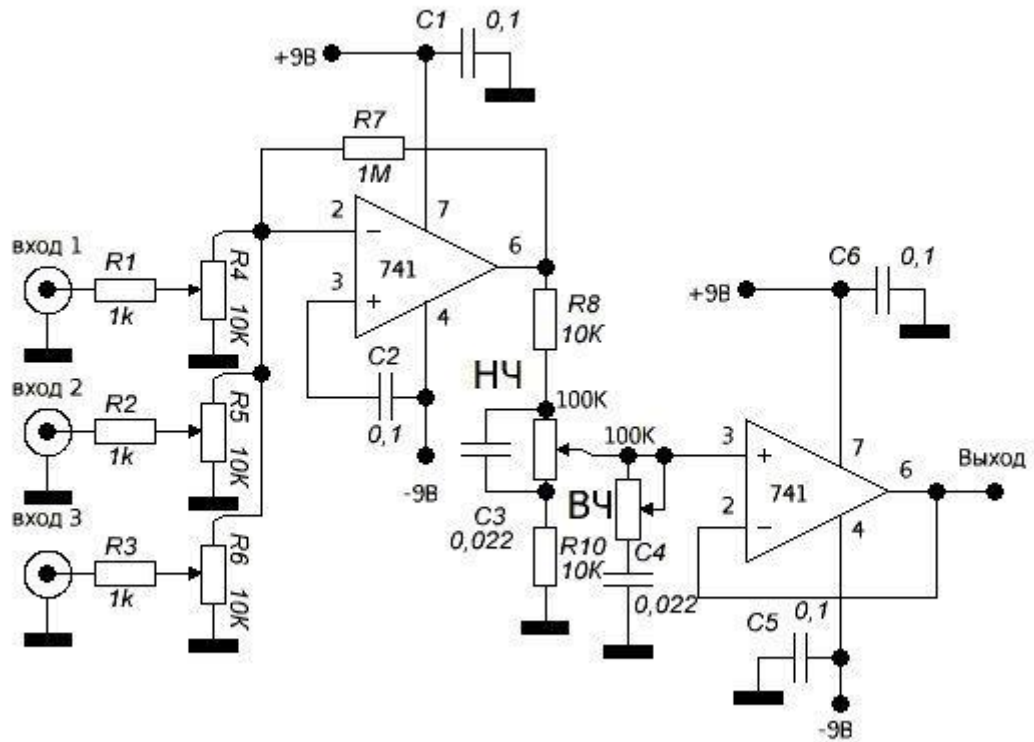 C1
0,1
+9В
R7
1M
2
7
6
вход 1
R1
1k
R4
10K
3
741
4
C2
0,1
-9В
R8
10K
C6
0,1
+9В
НЧ
100K
вход 2
R2
1k
R5
10K
100K
3
7
6
Выход
741
2
4
C3
0,022
ВЧ
C4
0,022
вход 3
R3
1k
R6
10K
R10
10K
C5
0,1
-9В